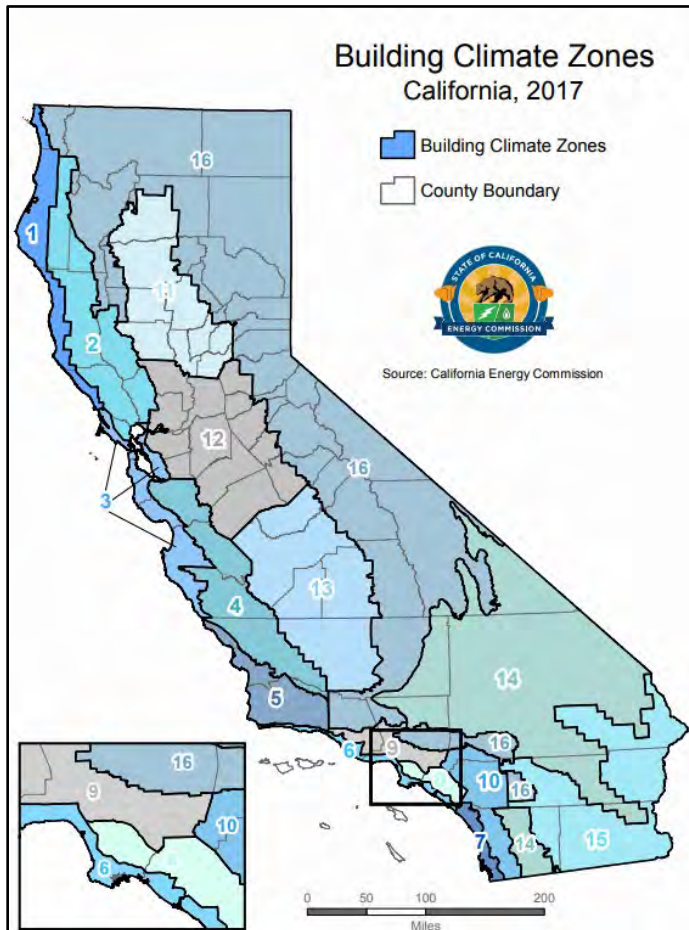 Building Climate Zones
California, 2017
Building Climate Zones
County Boundary
STATE OF CALIFORNIA
ENERGY COMMISSION
Source: California Energy Commission
16
1
11
2
12
16
3
13
4
14
5
16
6
9
8
10
16
7
14
15
16
9
10
8
6
0 50 100 200
Miles